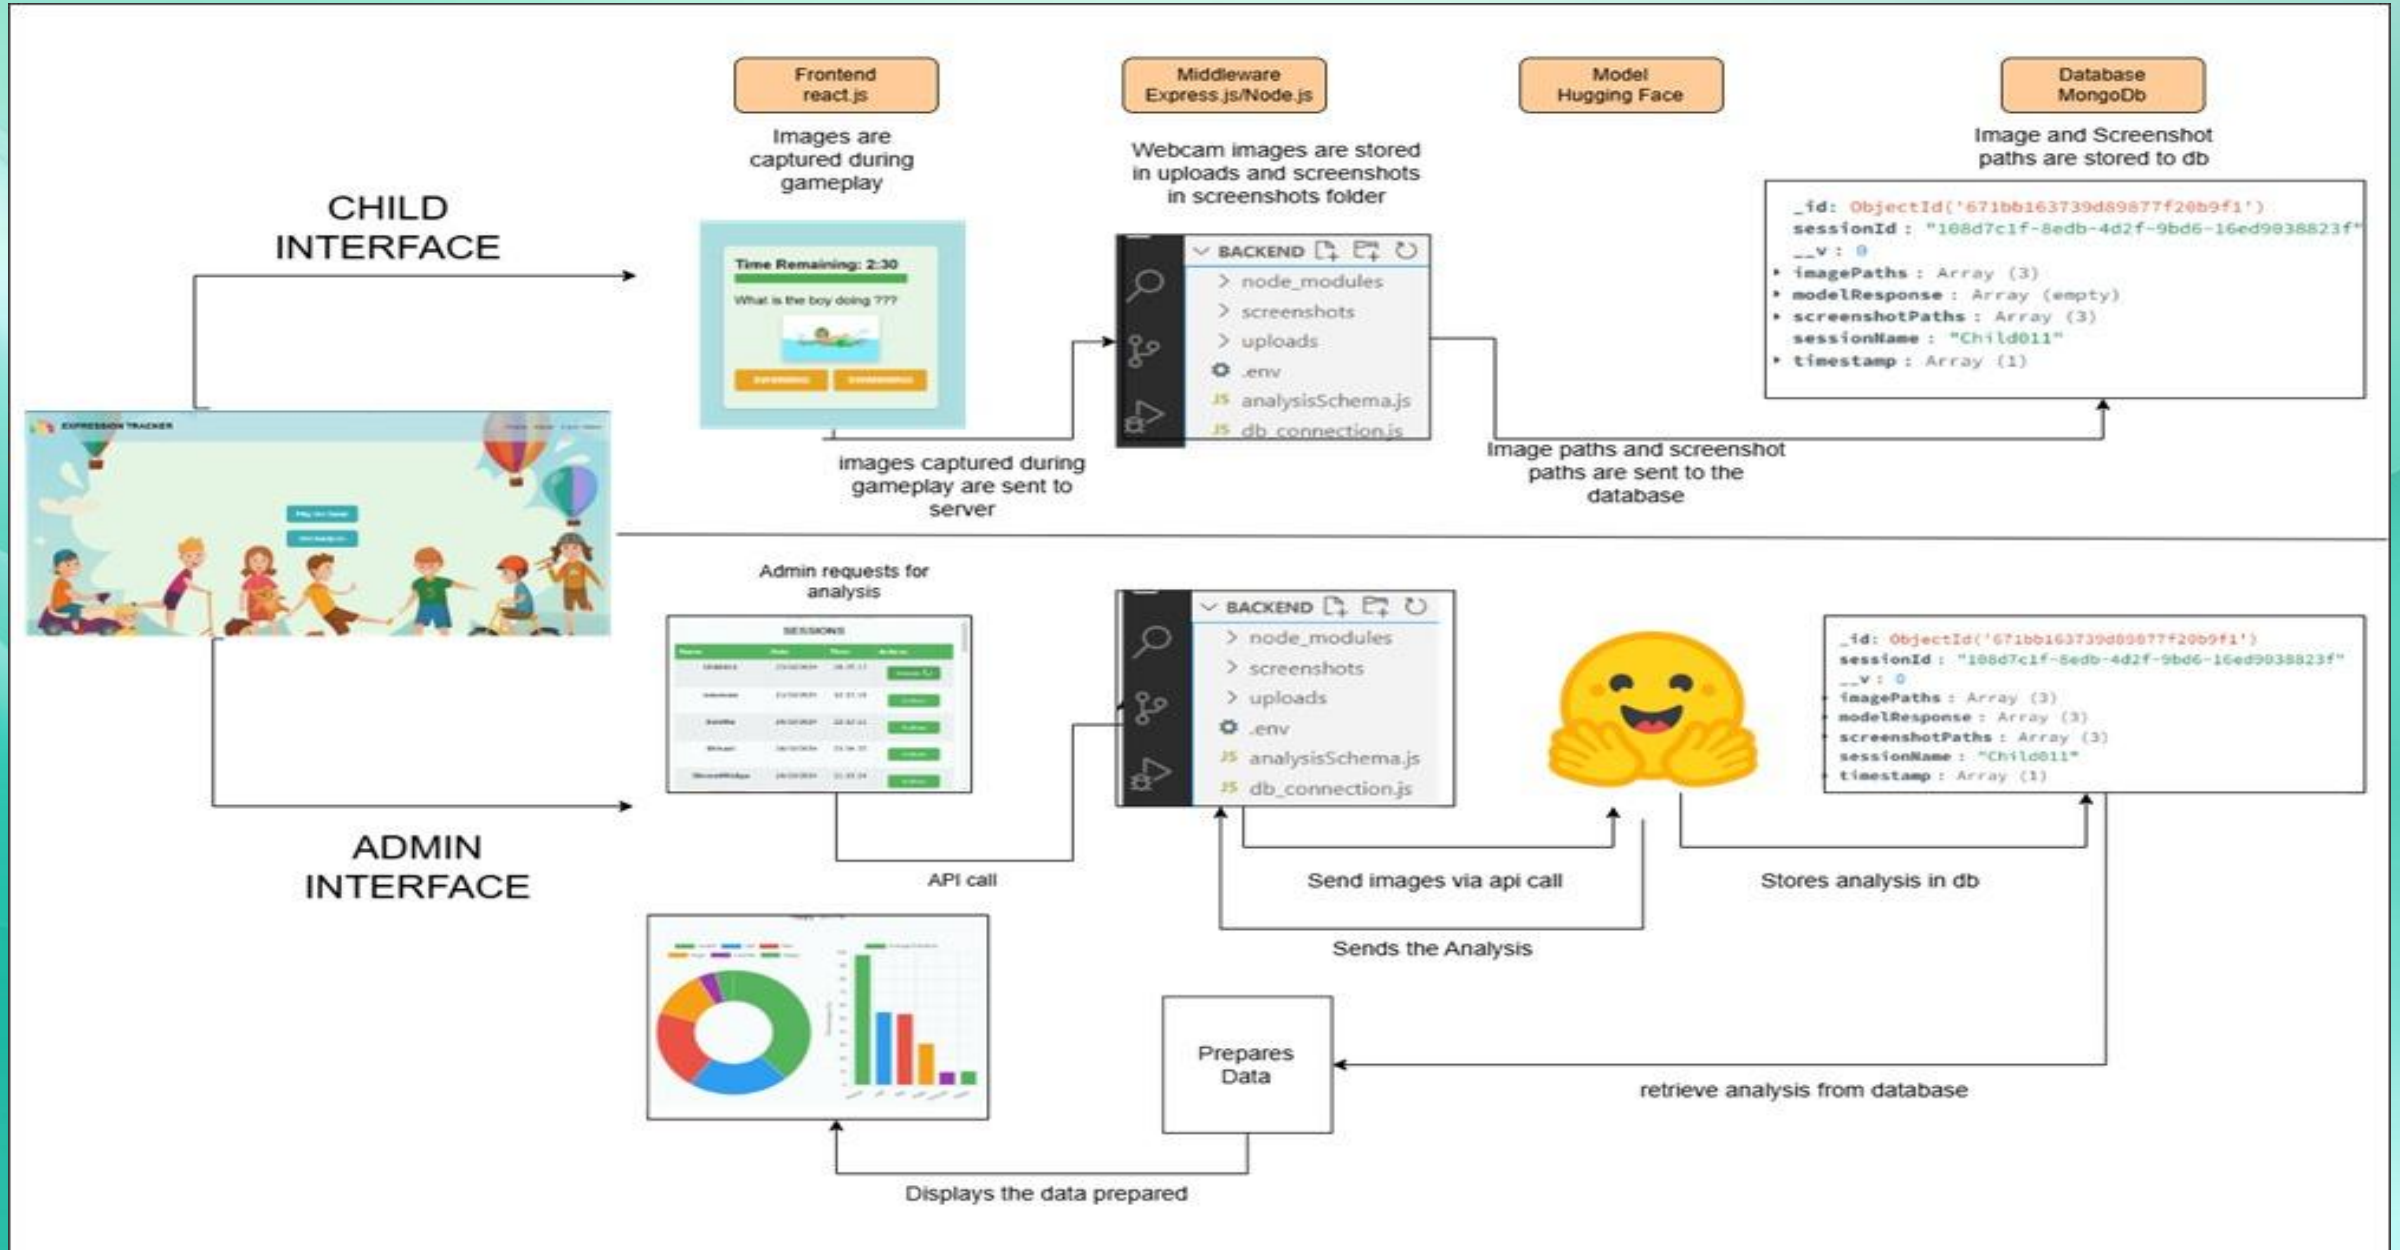 Frontend
react.js
Middleware
Express.js/Node.js
Model
Hugging Face
Database
MongoDb
Images are
captured during
gameplay
Webcam images are stored
in uploads and screenshots
in screenshots folder
Image and Screenshot
paths are stored to db
CHILD
INTERFACE
Time Remaining: 2:30
What is the boy doing ???
BACKEND
node_modules
screenshots
uploads
.env
JS analysisSchema.js
JS db_connection.js
_id: ObjectId('671bb163739d89877f20b9f1')
sessionId : "108d7c1f-8edb-4d2f-9bd6-16ed9038823f"
__v : 0
imagePaths : Array (3)
modelResponse : Array (empty)
screenshotPaths : Array (3)
sessionName : "Child011"
timestamp : Array (1)
EXPRESSION TRACKER
images captured during
gameplay are sent to
server
Image paths and screenshot
paths are sent to the
database
Admin requests for
analysis
SESSIONS
BACKEND
node_modules
screenshots
uploads
.env
JS analysisSchema.js
JS db_connection.js
_id: ObjectId('671bb163739d89877f20b9f1')
sessionId : "108d7c1f-8edb-4d2f-9bd6-16ed9038823f"
__v : 0
imagePaths : Array (3)
modelResponse : Array (3)
screenshotPaths : Array (3)
sessionName : "Child011"
timestamp : Array (1)
ADMIN
INTERFACE
API call
Send images via api call
Stores analysis in db
Sends the Analysis
Prepares
Data
retrieve analysis from database
Displays the data prepared